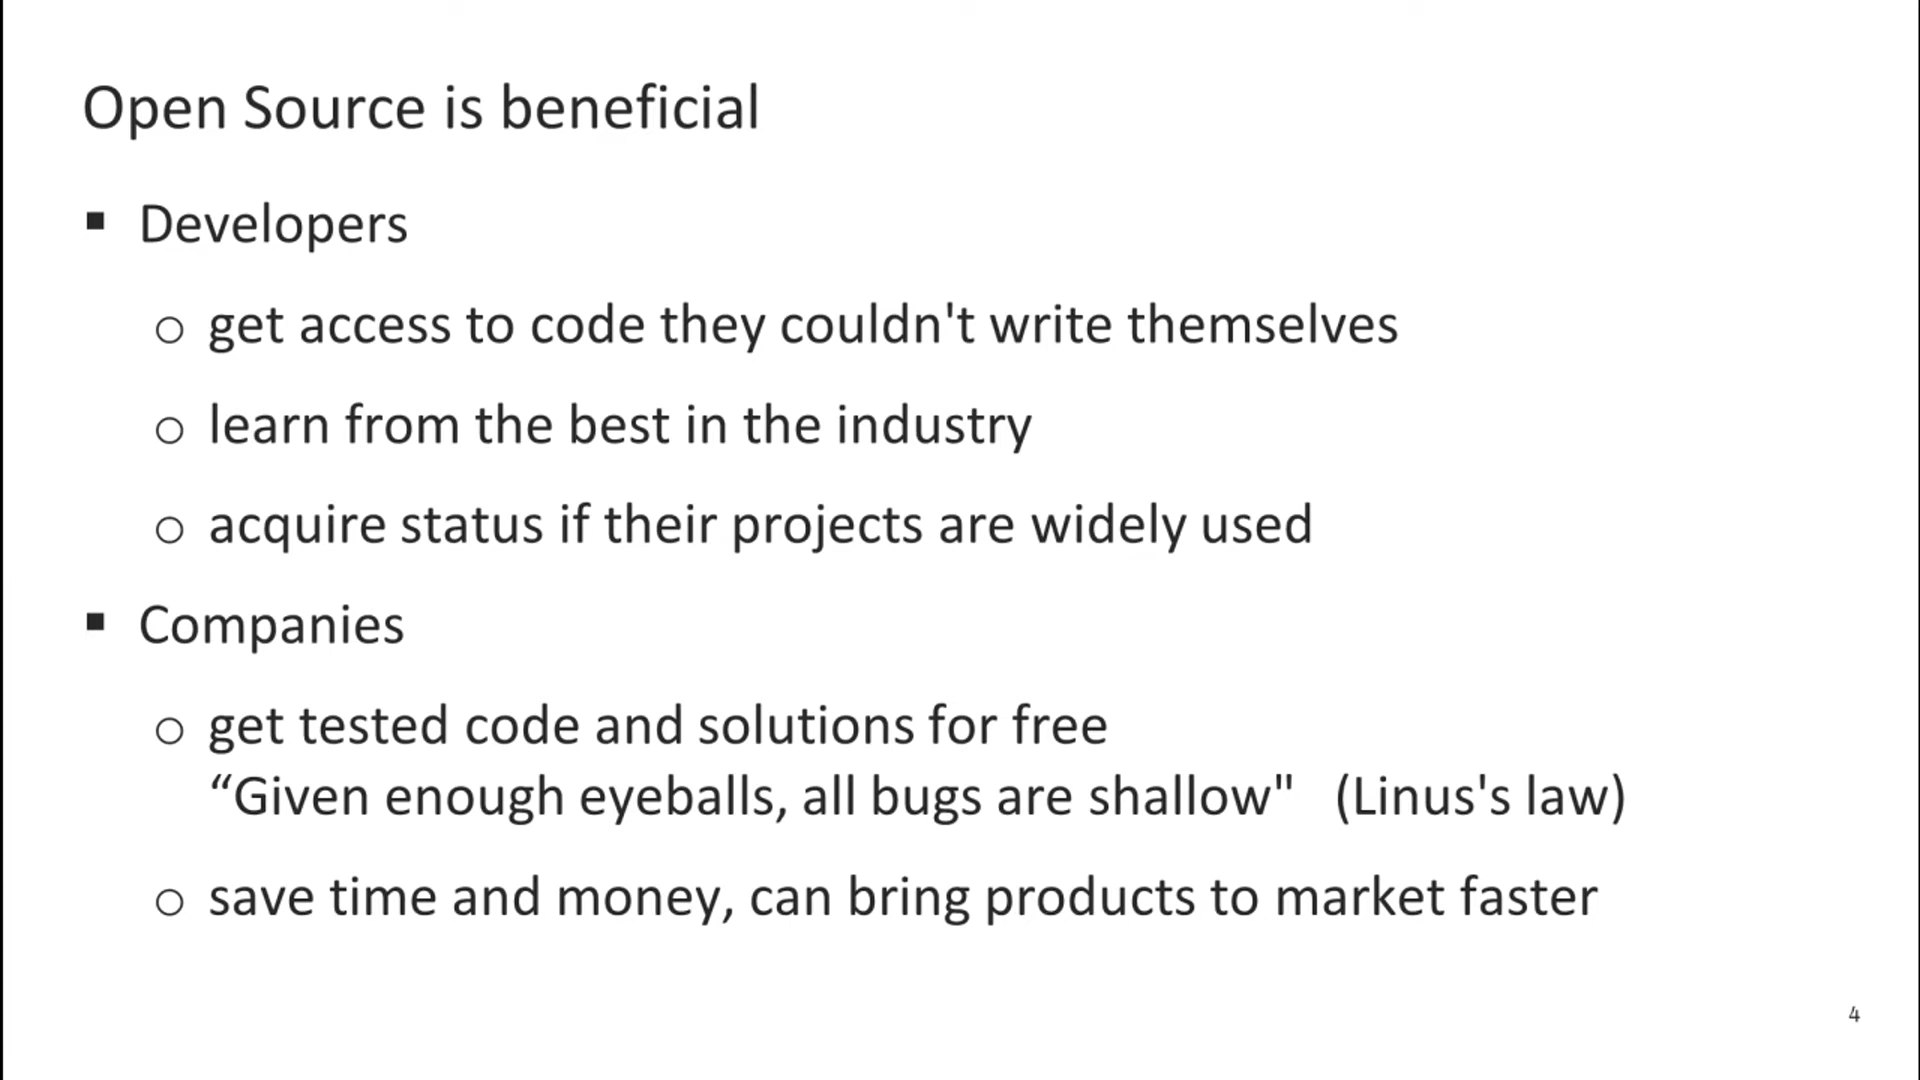 Open Source is beneficial
▪ Developers
o get access to code they couldn't write themselves
o learn from the best in the industry
o acquire status if their projects are widely used
▪ Companies
o get tested code and solutions for free
“Given enough eyeballs, all bugs are shallow" (Linus's law)
o save time and money, can bring products to market faster
4